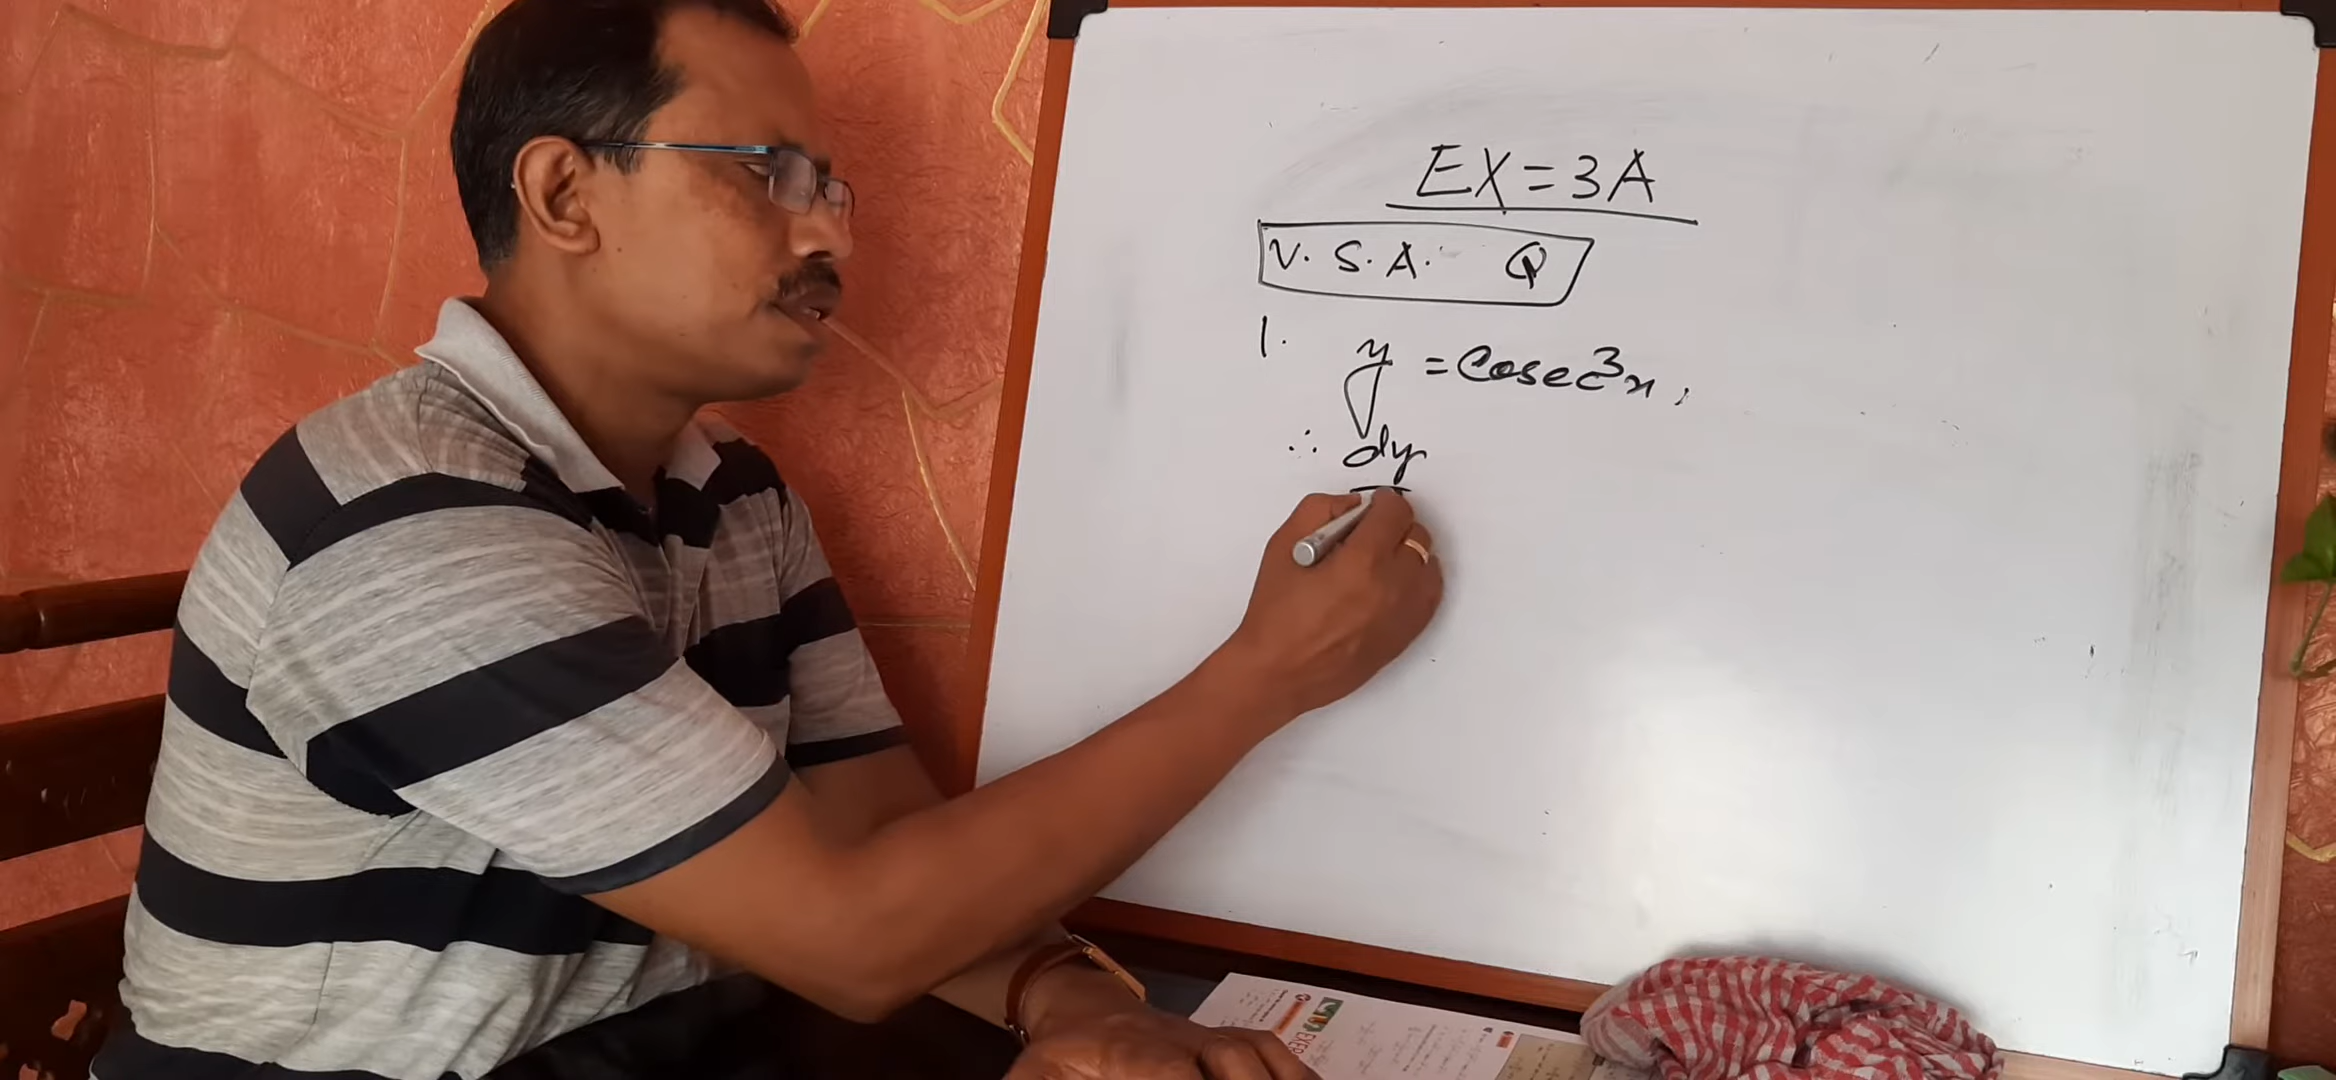 EX = 3A
V. S. A. Q
1. y = Cosec³x,
∴ dy